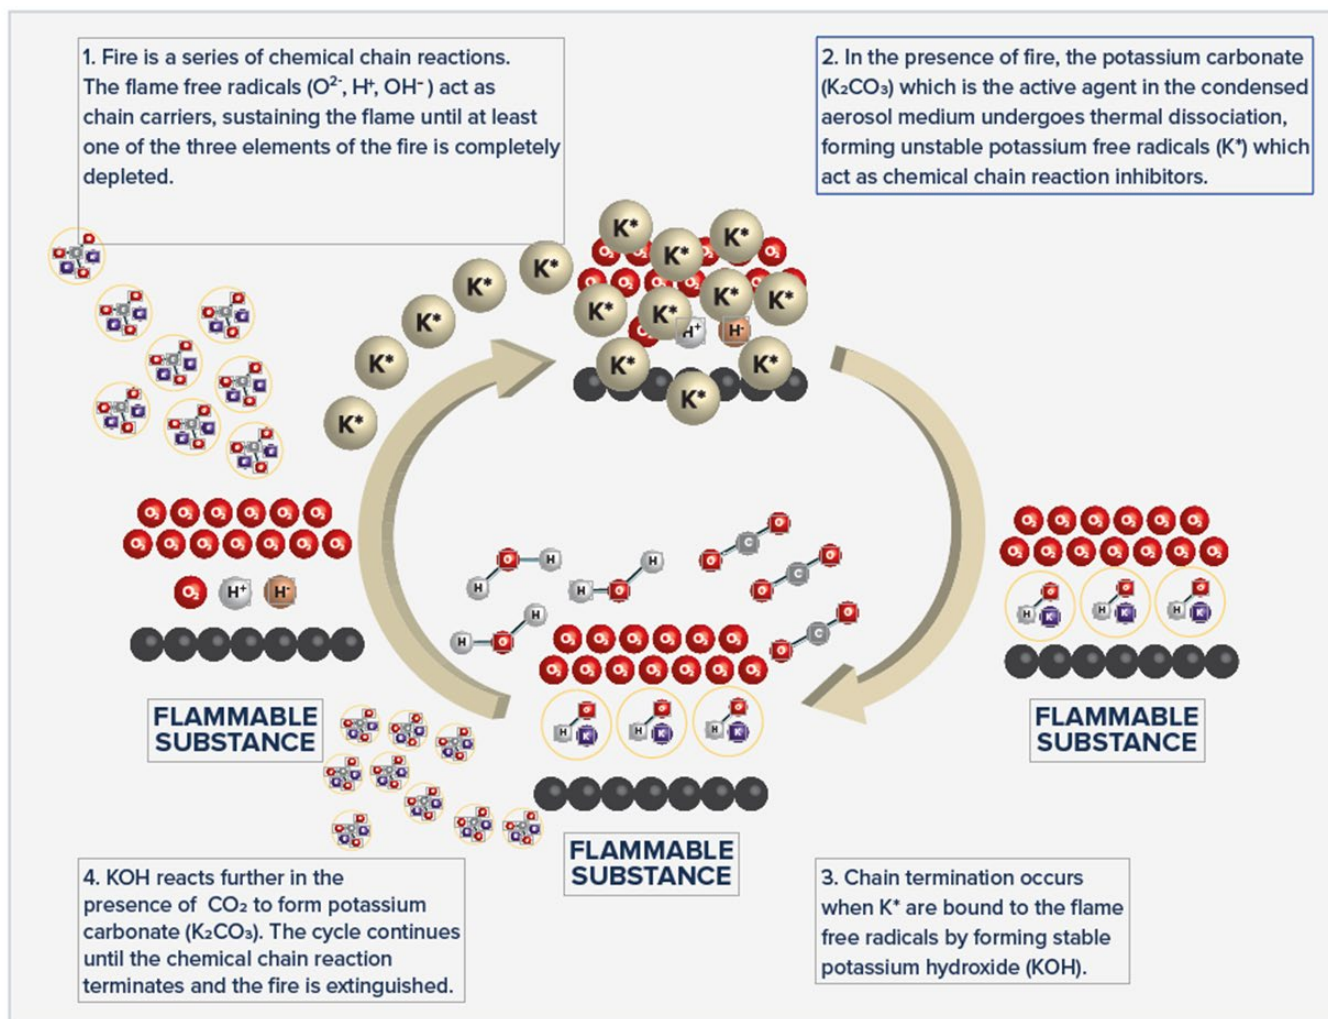 1. Fire is a series of chemical chain reactions.
The flame free radicals (O²⁻, H⁺, OH⁻ ) act as
chain carriers, sustaining the flame until at least
one of the three elements of the fire is completely
depleted.
2. In the presence of fire, the potassium carbonate
(K₂CO₃) which is the active agent in the condensed
aerosol medium undergoes thermal dissociation,
forming unstable potassium free radicals (K*) which
act as chemical chain reaction inhibitors.
K* K* K*
K* K*
K* K* K* K*
K* K*
K* K*
K* K*
K*
O₂ H⁺ H⁻
FLAMMABLE
SUBSTANCE
FLAMMABLE
SUBSTANCE
FLAMMABLE
SUBSTANCE
4. KOH reacts further in the
presence of CO₂ to form potassium
carbonate (K₂CO₃). The cycle continues
until the chemical chain reaction
terminates and the fire is extinguished.
3. Chain termination occurs
when K* are bound to the flame
free radicals by forming stable
potassium hydroxide (KOH).